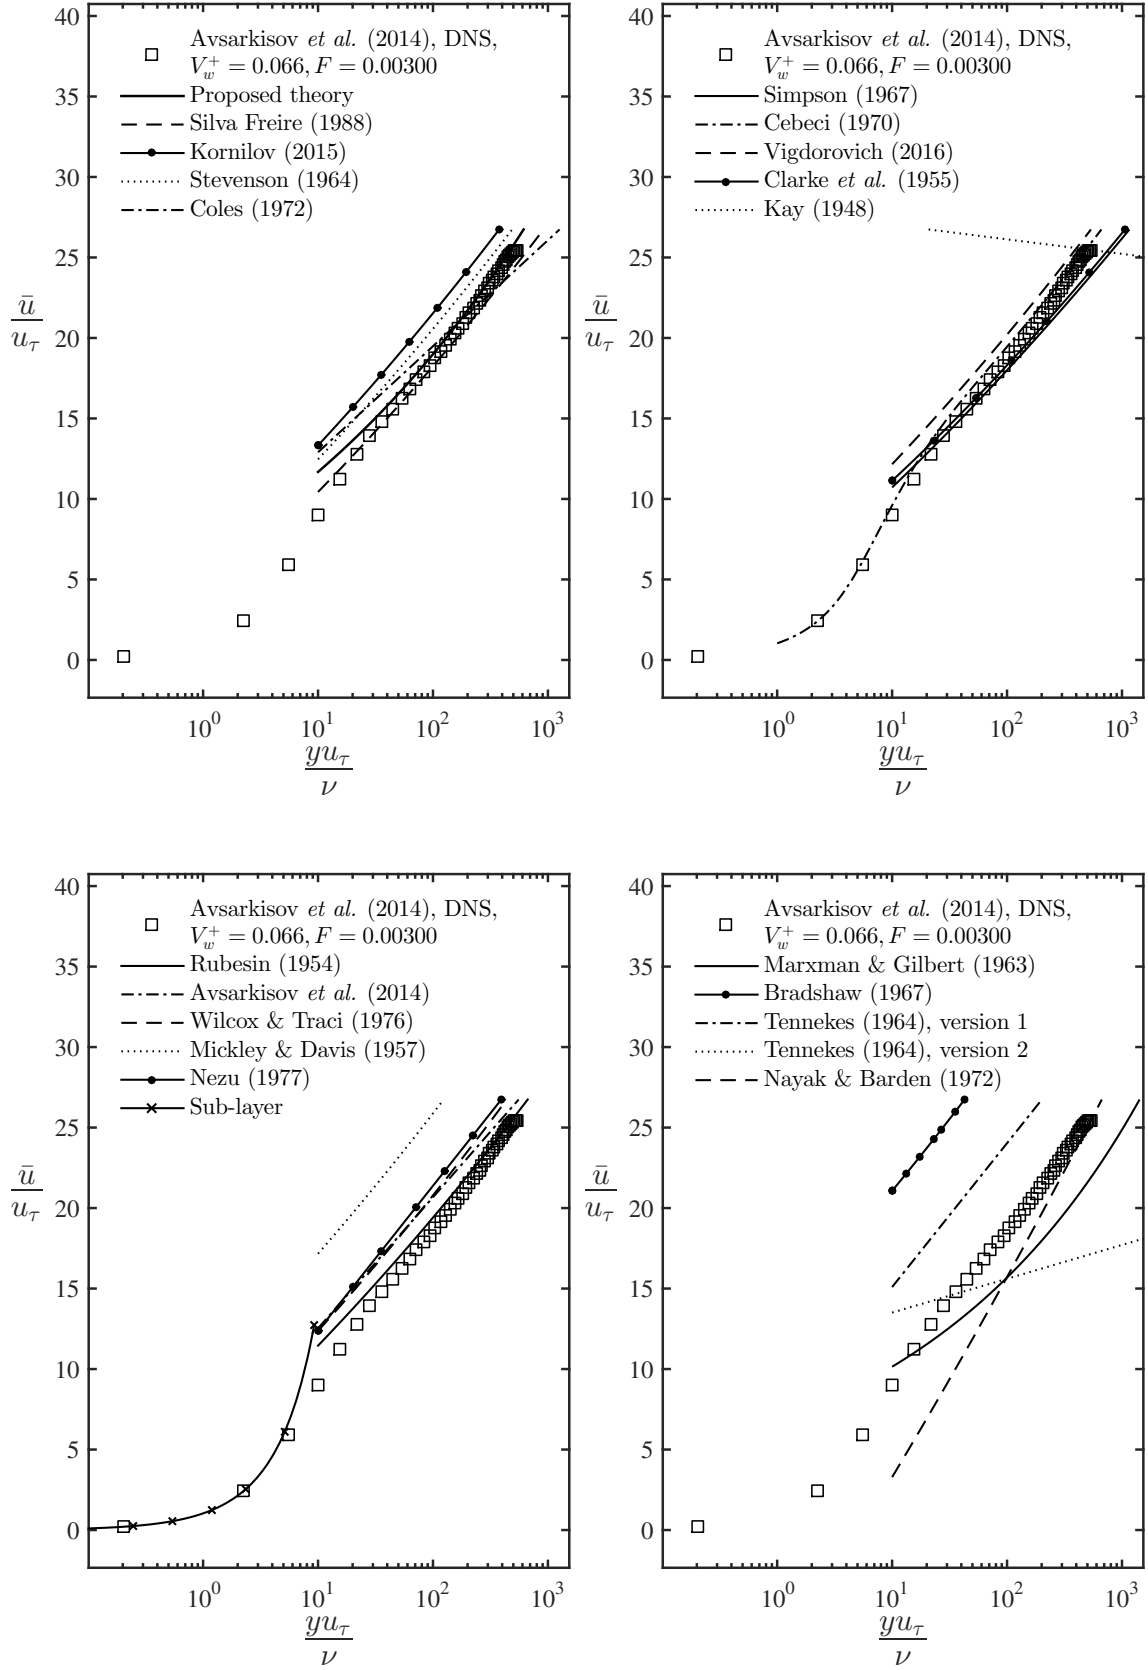 40
35
30
25
20
15
10
5
0
ū/u_τ
Avsarkisov et al. (2014), DNS,
V_w^+ = 0.066, F = 0.00300
Proposed theory
Silva Freire (1988)
Kornilov (2015)
Stevenson (1964)
Coles (1972)
10^0 10^1 10^2 10^3
yu_τ/ν
40
35
30
25
20
15
10
5
0
ū/u_τ
Avsarkisov et al. (2014), DNS,
V_w^+ = 0.066, F = 0.00300
Simpson (1967)
Cebeci (1970)
Vigdorovich (2016)
Clarke et al. (1955)
Kay (1948)
10^0 10^1 10^2 10^3
yu_τ/ν
40
35
30
25
20
15
10
5
0
ū/u_τ
Avsarkisov et al. (2014), DNS,
V_w^+ = 0.066, F = 0.00300
Rubesin (1954)
Avsarkisov et al. (2014)
Wilcox & Traci (1976)
Mickley & Davis (1957)
Nezu (1977)
Sub-layer
10^0 10^1 10^2 10^3
yu_τ/ν
40
35
30
25
20
15
10
5
0
ū/u_τ
Avsarkisov et al. (2014), DNS,
V_w^+ = 0.066, F = 0.00300
Marxman & Gilbert (1963)
Bradshaw (1967)
Tennekes (1964), version 1
Tennekes (1964), version 2
Nayak & Barden (1972)
10^0 10^1 10^2 10^3
yu_τ/ν